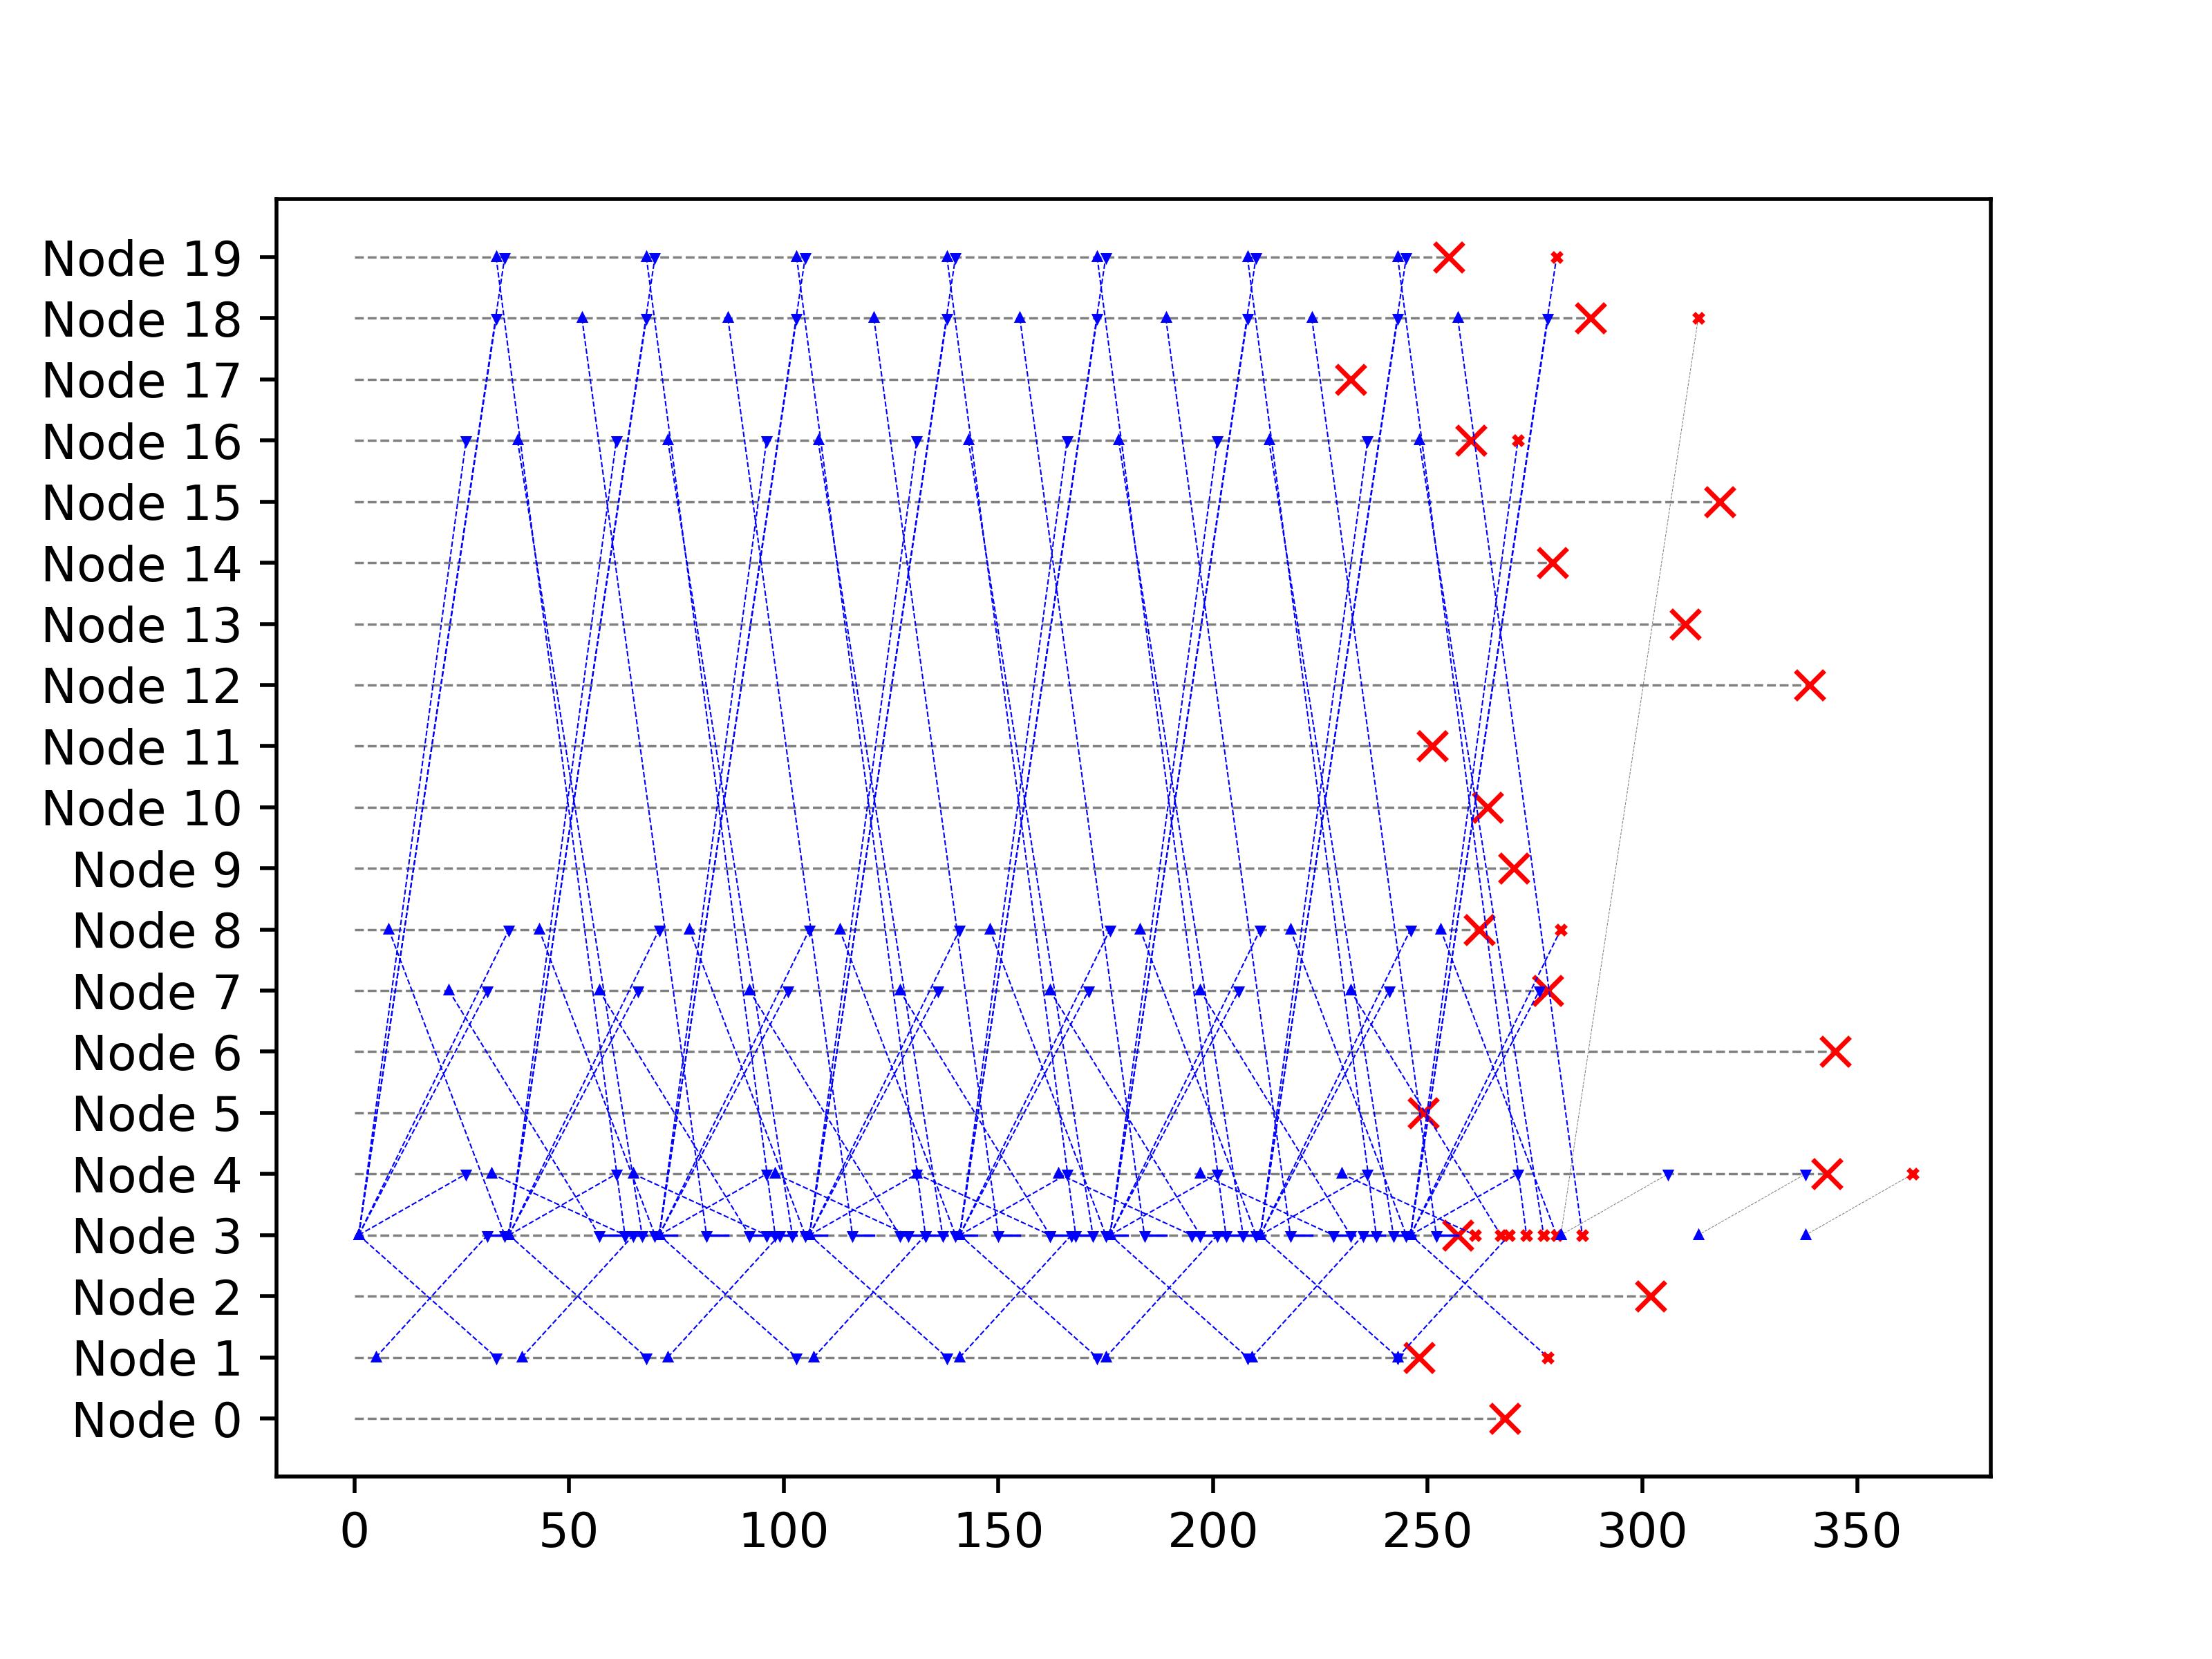 Node 19
Node 18
Node 17
Node 16
Node 15
Node 14
Node 13
Node 12
Node 11
Node 10
Node 9
Node 8
Node 7
Node 6
Node 5
Node 4
Node 3
Node 2
Node 1
Node 0
0 50 100 150 200 250 300 350